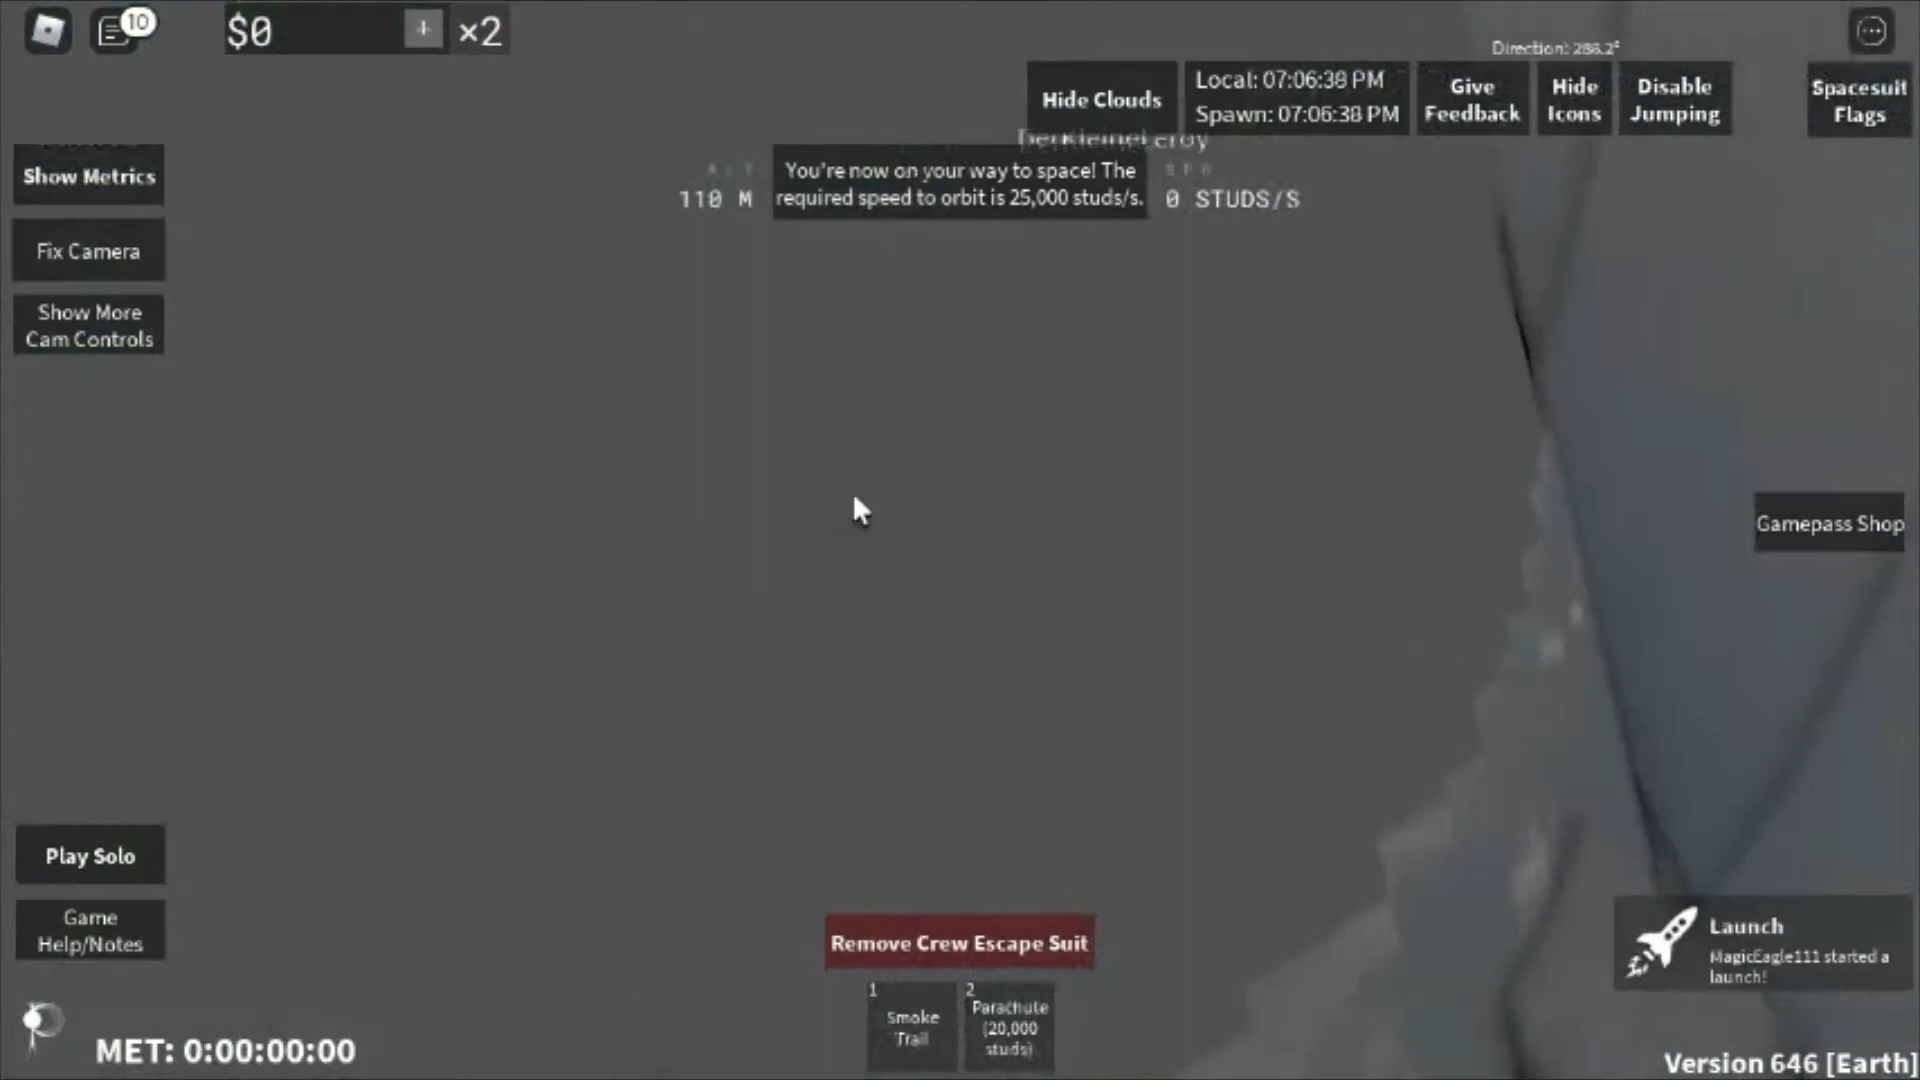 10
$0
+
×2
Direction: 286.2°
Hide Clouds
Local: 07:06:38 PM
Spawn: 07:06:38 PM
Give
Feedback
Hide
Icons
Disable
Jumping
Spacesuit
Flags
Show Metrics
ALT
110 M
You're now on your way to space! The
required speed to orbit is 25,000 studs/s.
0 STUDS/S
Fix Camera
Show More
Cam Controls
Gamepass Shop
Play Solo
Game
Help/Notes
Remove Crew Escape Suit
Launch
MagicEagle111 started a
launch!
1
Smoke
Trail
2
Parachute
(20,000
studs)
MET: 0:00:00:00
Version 646 [Earth]